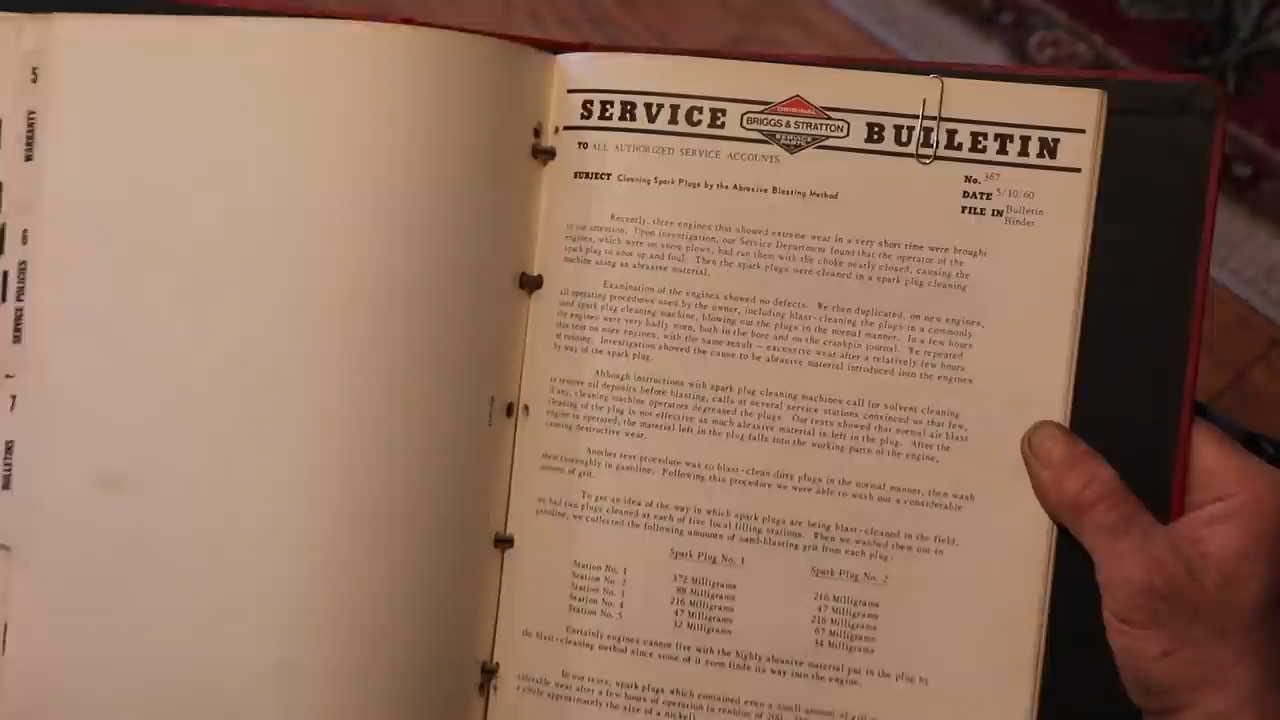 5
WARRANTY
SERVICE POLICIES
7
BULLETINS
SERVICE BULLETIN
ORIGINAL
BRIGGS & STRATTON
SERVICE PARTS
TO ALL AUTHORIZED SERVICE ACCOUNTS
No. 367
SUBJECT Cleaning Spark Plugs by the Abrasive Blasting Method
DATE 5/10/60
FILE IN Bulletin
Binder
Recently, three engines that showed extreme wear in a very short time were brought
to our attention. Upon investigation, our Service Department found that the operator of the
engines, which were on snow plows, had run them with the choke nearly closed, causing the
spark plug to soot up and foul. Then the spark plugs were cleaned in a spark plug cleaning
machine using an abrasive material.
Examination of the engines showed no defects. We then duplicated, on new engines,
all operating procedures used by the owner, including blast-cleaning the plugs in a commonly
used spark plug cleaning machine, blowing out the plugs in the normal manner. In a few hours
the engines were very badly worn, both in the bore and on the crankpin journal. We repeated
this test on more engines, with the same result — excessive wear after a relatively few hours
of running. Investigation showed the cause to be abrasive material introduced into the engines
by way of the spark plug.
Although instructions with spark plug cleaning machines call for solvent cleaning
to remove oil deposits before blasting, calls at several service stations convinced us that few,
if any, cleaning machine operators degreased the plugs. Our tests showed that normal air blast
cleaning of the plug is not effective as much abrasive material is left in the plug. After the
engine is operated, the material left in the plug falls into the working parts of the engine,
causing destructive wear.
Another test procedure was to blast-clean dirty plugs in the normal manner, then wash
them thoroughly in gasoline. Following this procedure we were able to wash out a considerable
amount of grit.
To get an idea of the way in which spark plugs are being blast-cleaned in the field,
we had two plugs cleaned at each of five local filling stations. When we washed them out in
gasoline, we collected the following amounts of sand-blasting grit from each plug:
Spark Plug No. 1 Spark Plug No. 2
Station No. 1 372 Milligrams 216 Milligrams
Station No. 2 88 Milligrams 47 Milligrams
Station No. 3 216 Milligrams 216 Milligrams
Station No. 4 47 Milligrams 67 Milligrams
Station No. 5 32 Milligrams 34 Milligrams
Certainly engines cannot live with the highly abrasive material put in the plug by
the blast-cleaning method since some of it soon finds its way into the engine.
In our tests, spark plugs which contained even a small amount of
wear after a few hours of operation
a circle approximately the size of a nickel